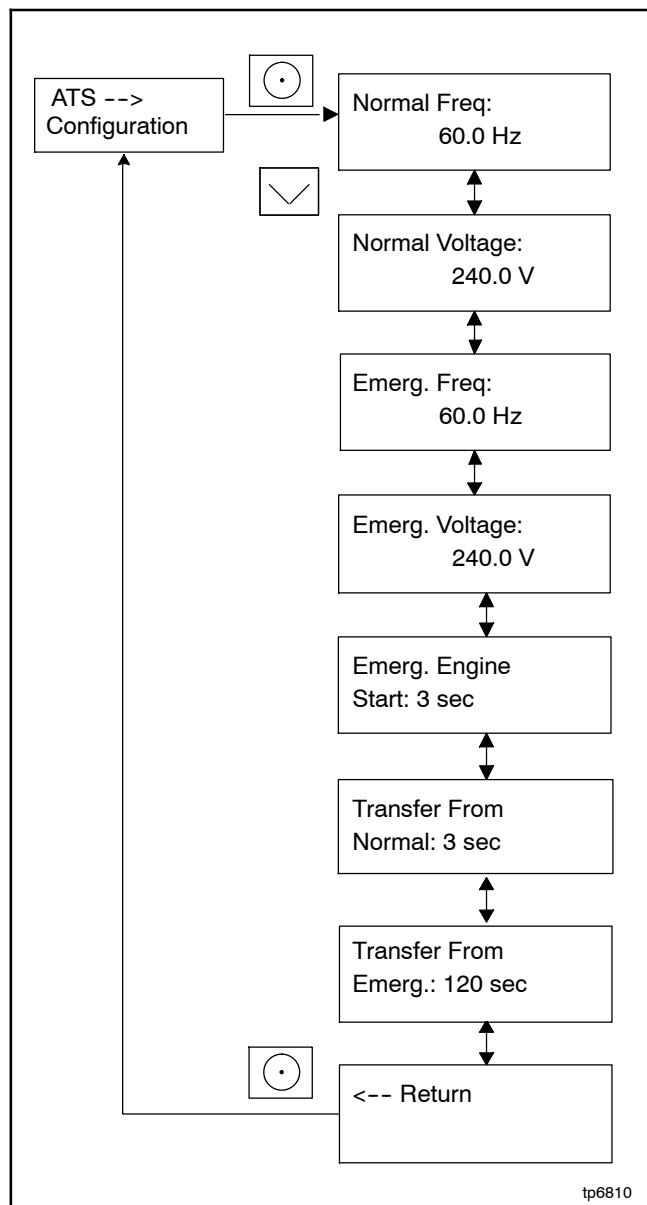 ATS -->
Configuration
Normal Freq:
60.0 Hz
Normal Voltage:
240.0 V
Emerg. Freq:
60.0 Hz
Emerg. Voltage:
240.0 V
Emerg. Engine
Start: 3 sec
Transfer From
Normal: 3 sec
Transfer From
Emerg.: 120 sec
<-- Return
tp6810